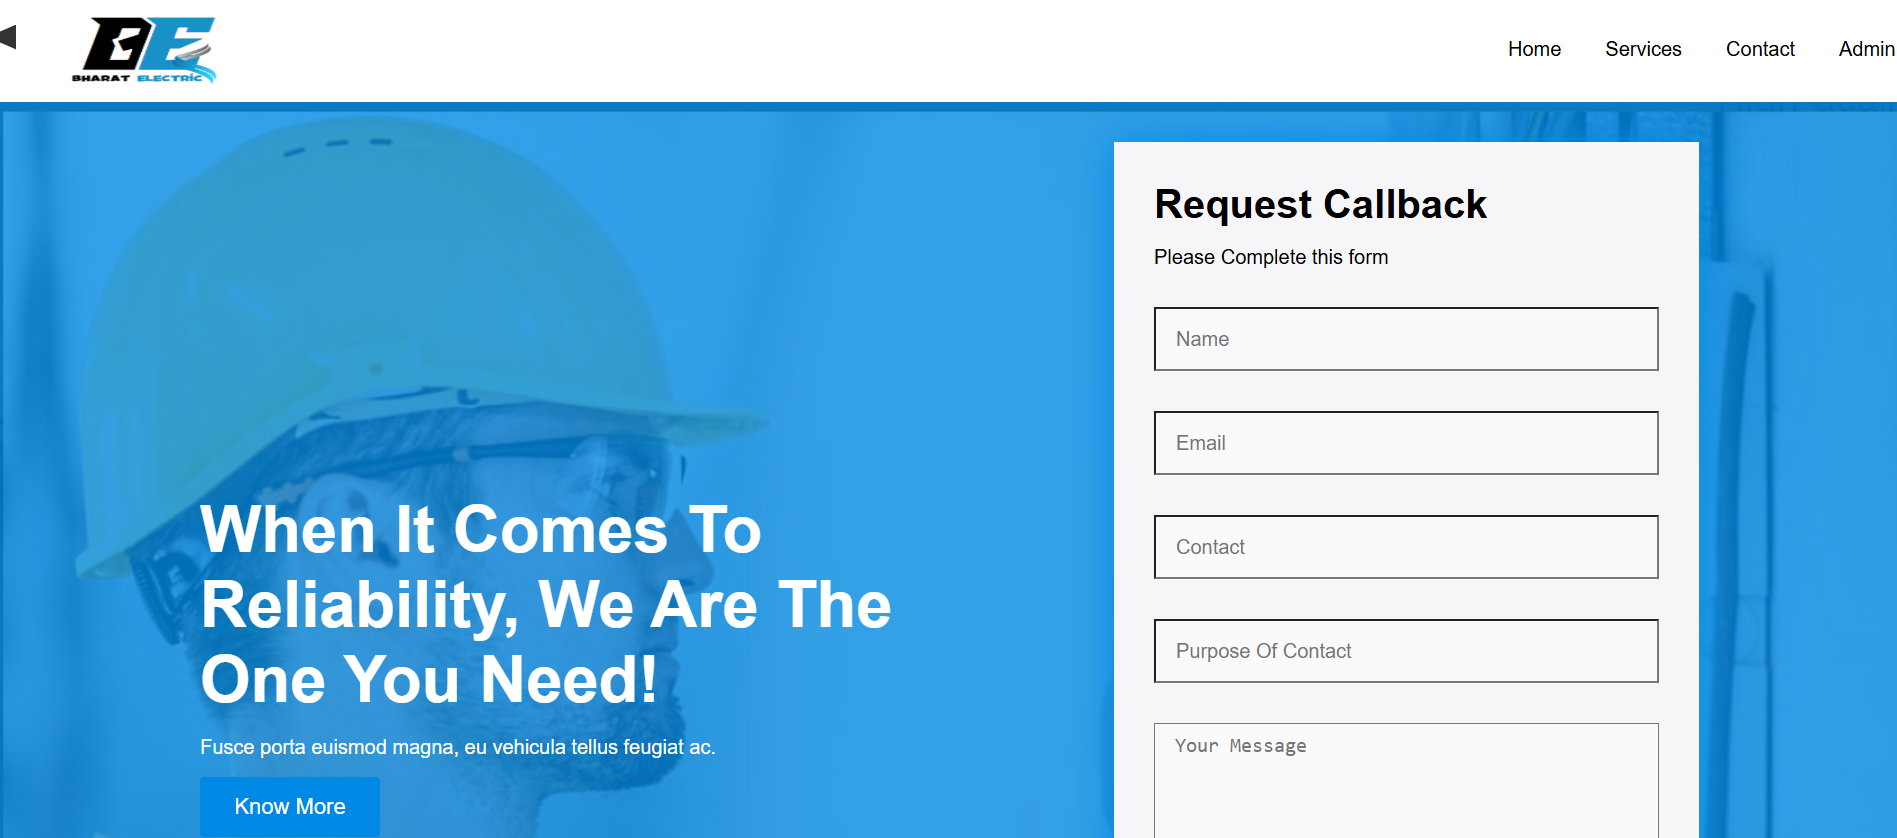 BHARAT ELECTRIC
Home Services Contact Admin
When It Comes To
Reliability, We Are The
One You Need!
Fusce porta euismod magna, eu vehicula tellus feugiat ac.
Know More
Request Callback
Please Complete this form
Name
Email
Contact
Purpose Of Contact
Your Message